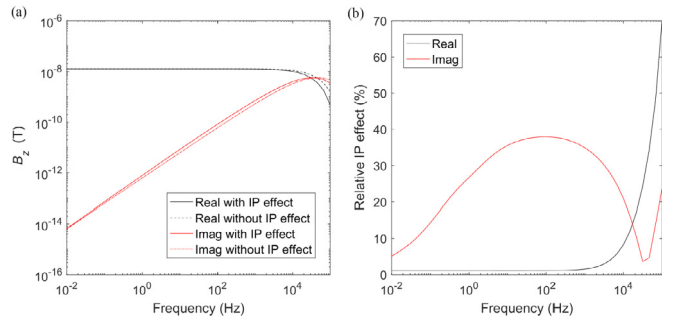 (a)
10^-6
10^-8
10^-10
10^-12
10^-14
10^-16
B_z (T)
Real with IP effect
Real without IP effect
Imag with IP effect
Imag without IP effect
10^-2 10^0 10^2 10^4
Frequency (Hz)
(b)
70
60
50
40
30
20
10
0
Relative IP effect (%)
Real
Imag
10^-2 10^0 10^2 10^4
Frequency (Hz)